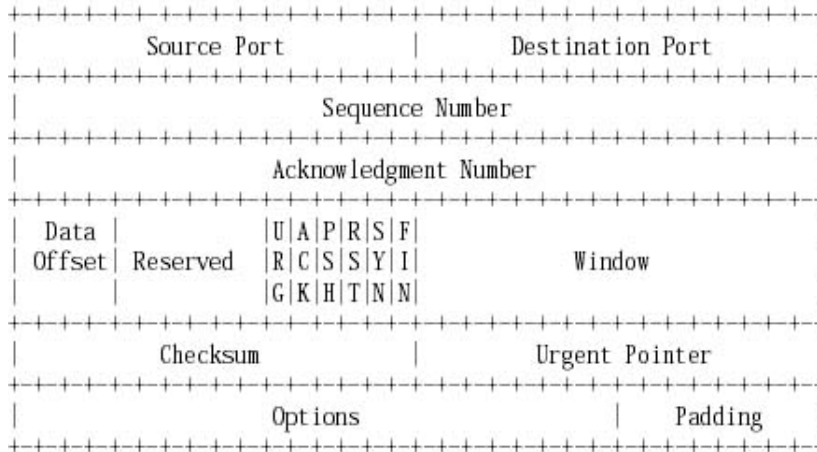 Source Port | Destination Port
Sequence Number
Acknowledgment Number
Data | |U|A|P|R|S|F|
Offset| Reserved |R|C|S|S|Y|I| Window
| |G|K|H|T|N|N|
Checksum | Urgent Pointer
Options | Padding